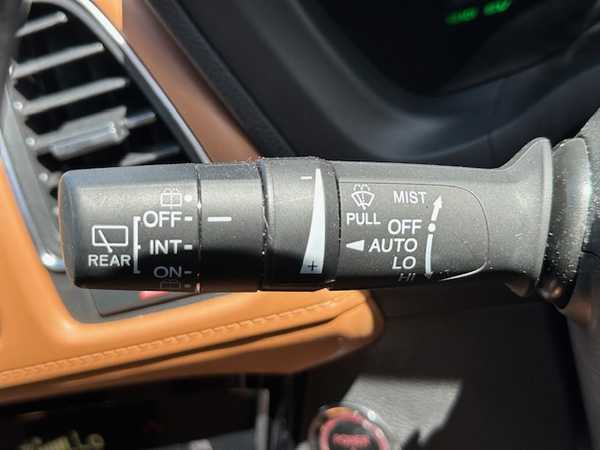 OFF
INT
ON
REAR
−
+
PULL
MIST
OFF
AUTO
LO
HI